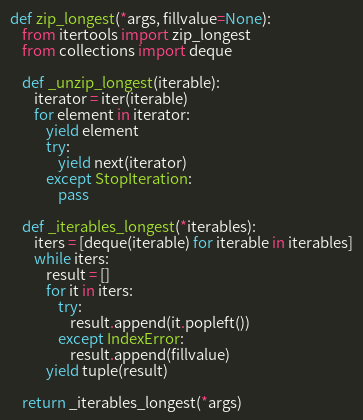 def zip_longest(*args, fillvalue=None):
    from itertools import zip_longest
    from collections import deque

    def _unzip_longest(iterable):
        iterator = iter(iterable)
        for element in iterator:
            yield element
            try:
                yield next(iterator)
            except StopIteration:
                pass

    def _iterables_longest(*iterables):
        iters = [deque(iterable) for iterable in iterables]
        while iters:
            result = []
            for it in iters:
                try:
                    result.append(it.popleft())
                except IndexError:
                    result.append(fillvalue)
            yield tuple(result)

    return _iterables_longest(*args)